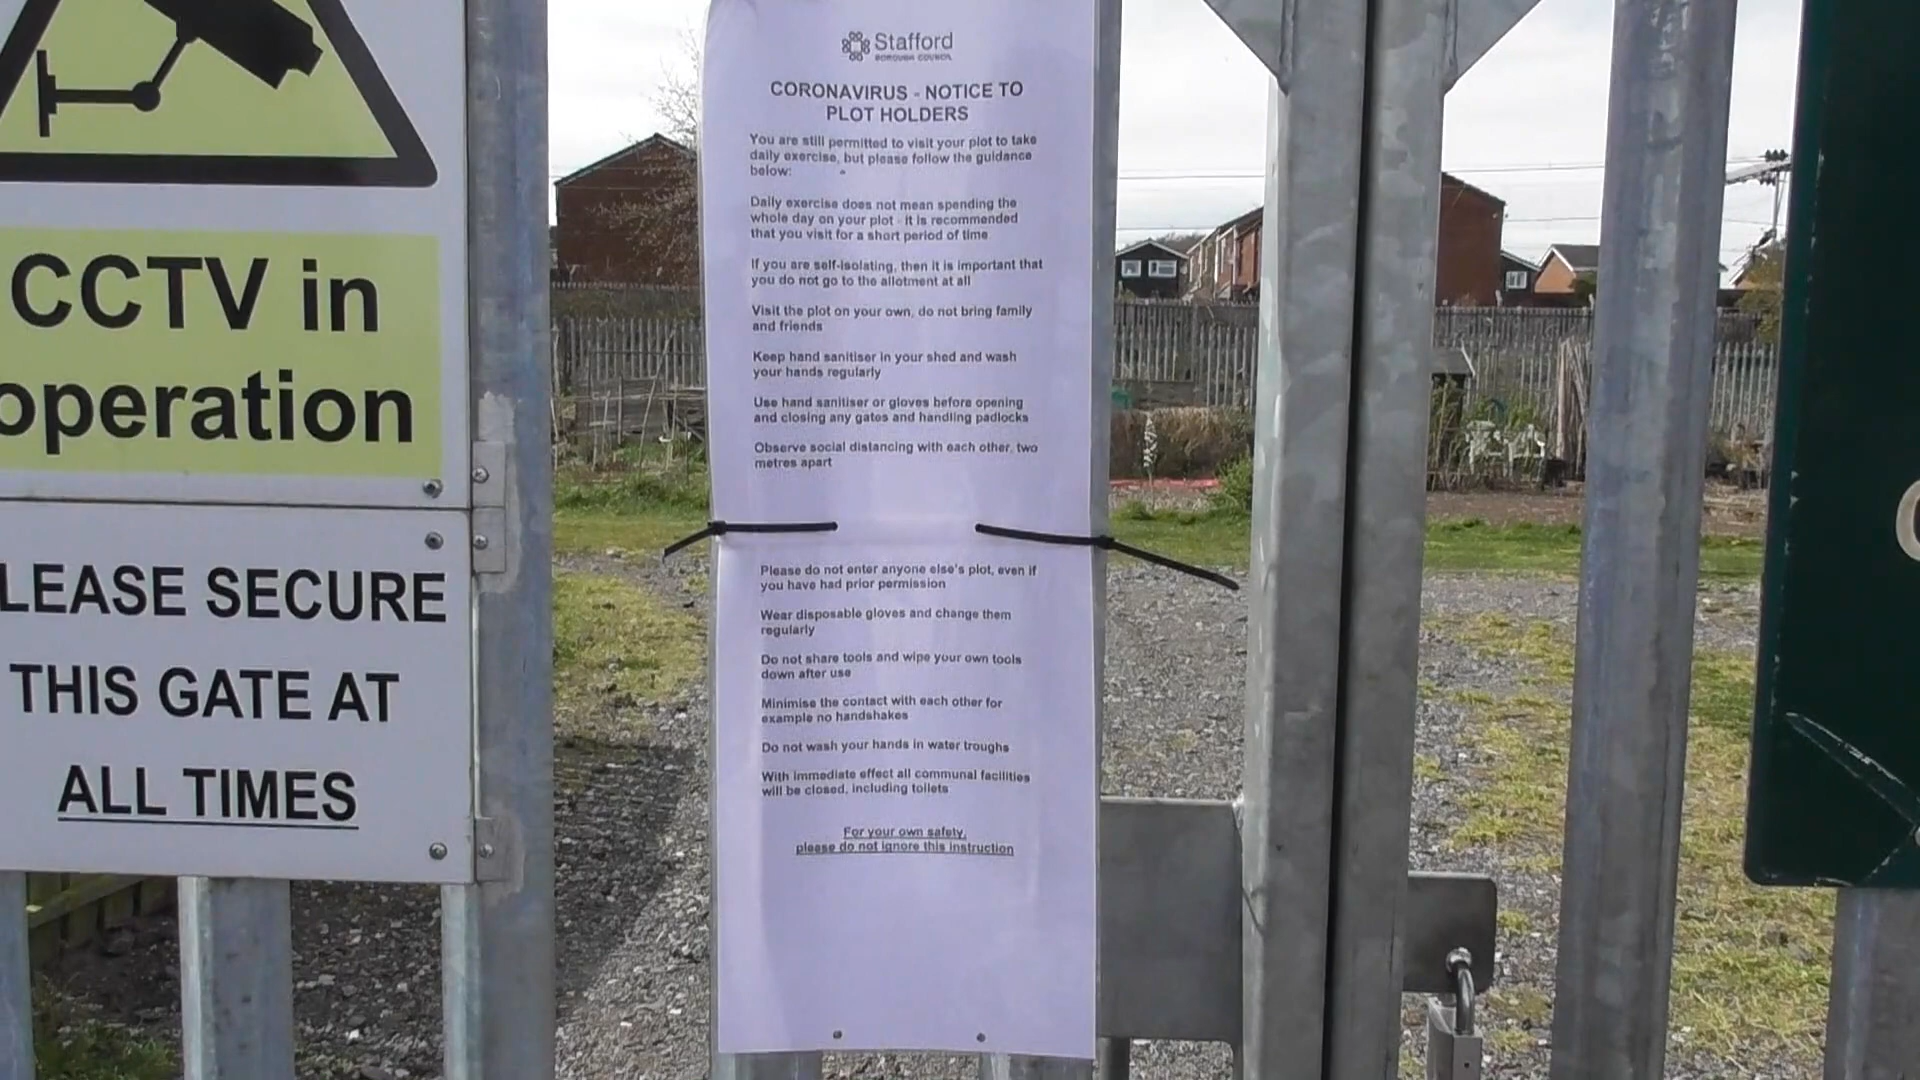 CCTV in
operation
LEASE SECURE
THIS GATE AT
ALL TIMES
Stafford
BOROUGH COUNCIL
CORONAVIRUS - NOTICE TO
PLOT HOLDERS
You are still permitted to visit your plot to take
daily exercise, but please follow the guidance
below:
Daily exercise does not mean spending the
whole day on your plot - it is recommended
that you visit for a short period of time
If you are self-isolating, then it is important that
you do not go to the allotment at all
Visit the plot on your own, do not bring family
and friends
Keep hand sanitiser in your shed and wash
your hands regularly
Use hand sanitiser or gloves before opening
and closing any gates and handling padlocks
Observe social distancing with each other, two
metres apart
Please do not enter anyone else's plot, even if
you have had prior permission
Wear disposable gloves and change them
regularly
Do not share tools and wipe your own tools
down after use
Minimise the contact with each other for
example no handshakes
Do not wash your hands in water troughs
With immediate effect all communal facilities
will be closed, including toilets
For your own safety,
please do not ignore this instruction